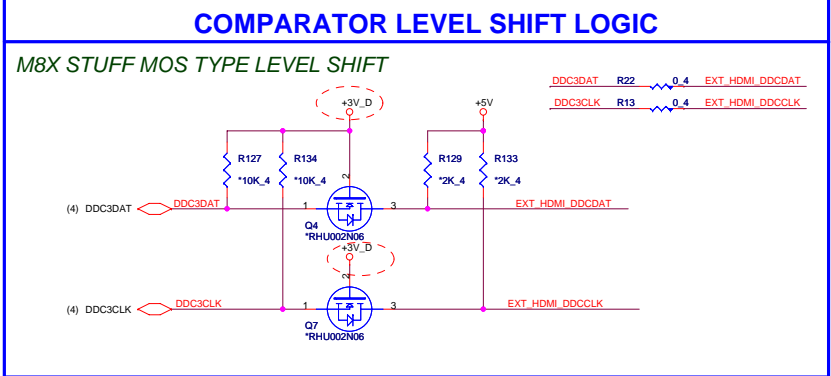 COMPARATOR LEVEL SHIFT LOGIC
M8X STUFF MOS TYPE LEVEL SHIFT
DDC3DAT R22 0_4 EXT_HDMI_DDCDAT
DDC3CLK R13 0_4 EXT_HDMI_DDCCLK
+3V_D +5V
R127 R134 R129 R133
*10K_4 *10K_4 *2K_4 *2K_4
2
(4) DDC3DAT DDC3DAT 1 3 EXT_HDMI_DDCDAT
Q4
*RHU002N06
+3V_D
2
(4) DDC3CLK DDC3CLK 1 3 EXT_HDMI_DDCCLK
Q7
*RHU002N06